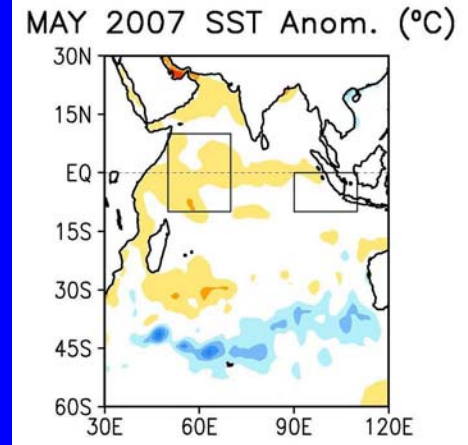 MAY 2007 SST Anom. (ºC)
30N
15N
EQ
15S
30S
45S
60S
30E 60E 90E 120E